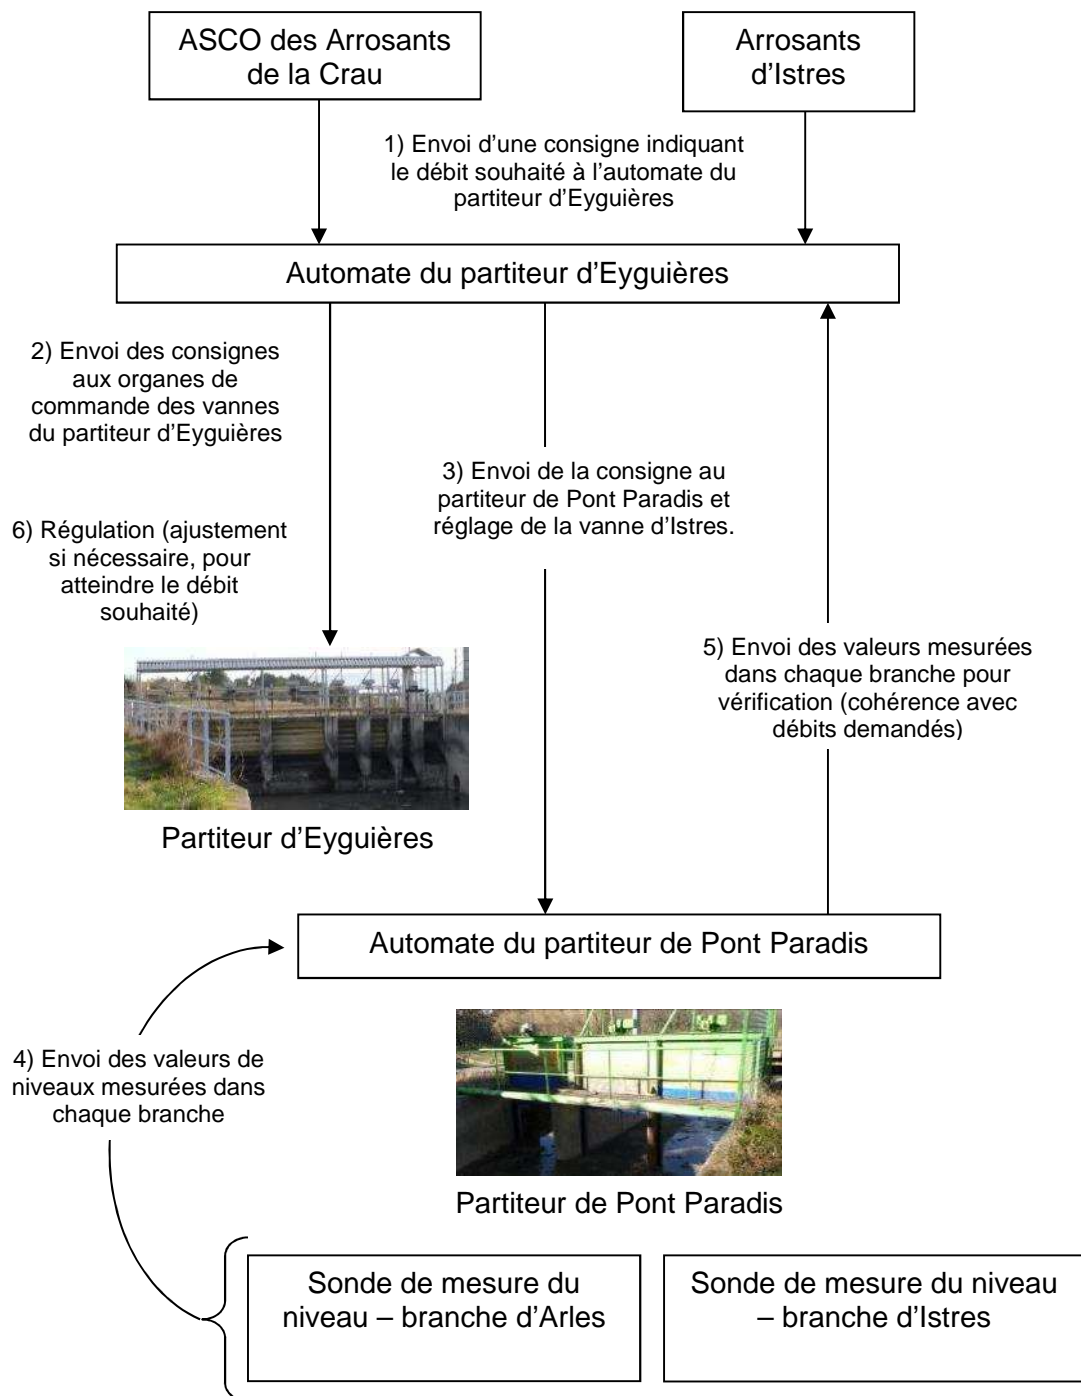 ASCO des Arrosants
de la Crau
Arrosants
d'Istres
1) Envoi d'une consigne indiquant
le débit souhaité à l'automate du
partiteur d'Eyguières
Automate du partiteur d'Eyguières
2) Envoi des consignes
aux organes de
commande des vannes
du partiteur d'Eyguières
3) Envoi de la consigne au
partiteur de Pont Paradis et
réglage de la vanne d'Istres.
6) Régulation (ajustement
si nécessaire, pour
atteindre le débit
souhaité)
5) Envoi des valeurs mesurées
dans chaque branche pour
vérification (cohérence avec
débits demandés)
Partiteur d'Eyguières
Automate du partiteur de Pont Paradis
4) Envoi des valeurs de
niveaux mesurées dans
chaque branche
Partiteur de Pont Paradis
Sonde de mesure du
niveau – branche d'Arles
Sonde de mesure du niveau
– branche d'Istres